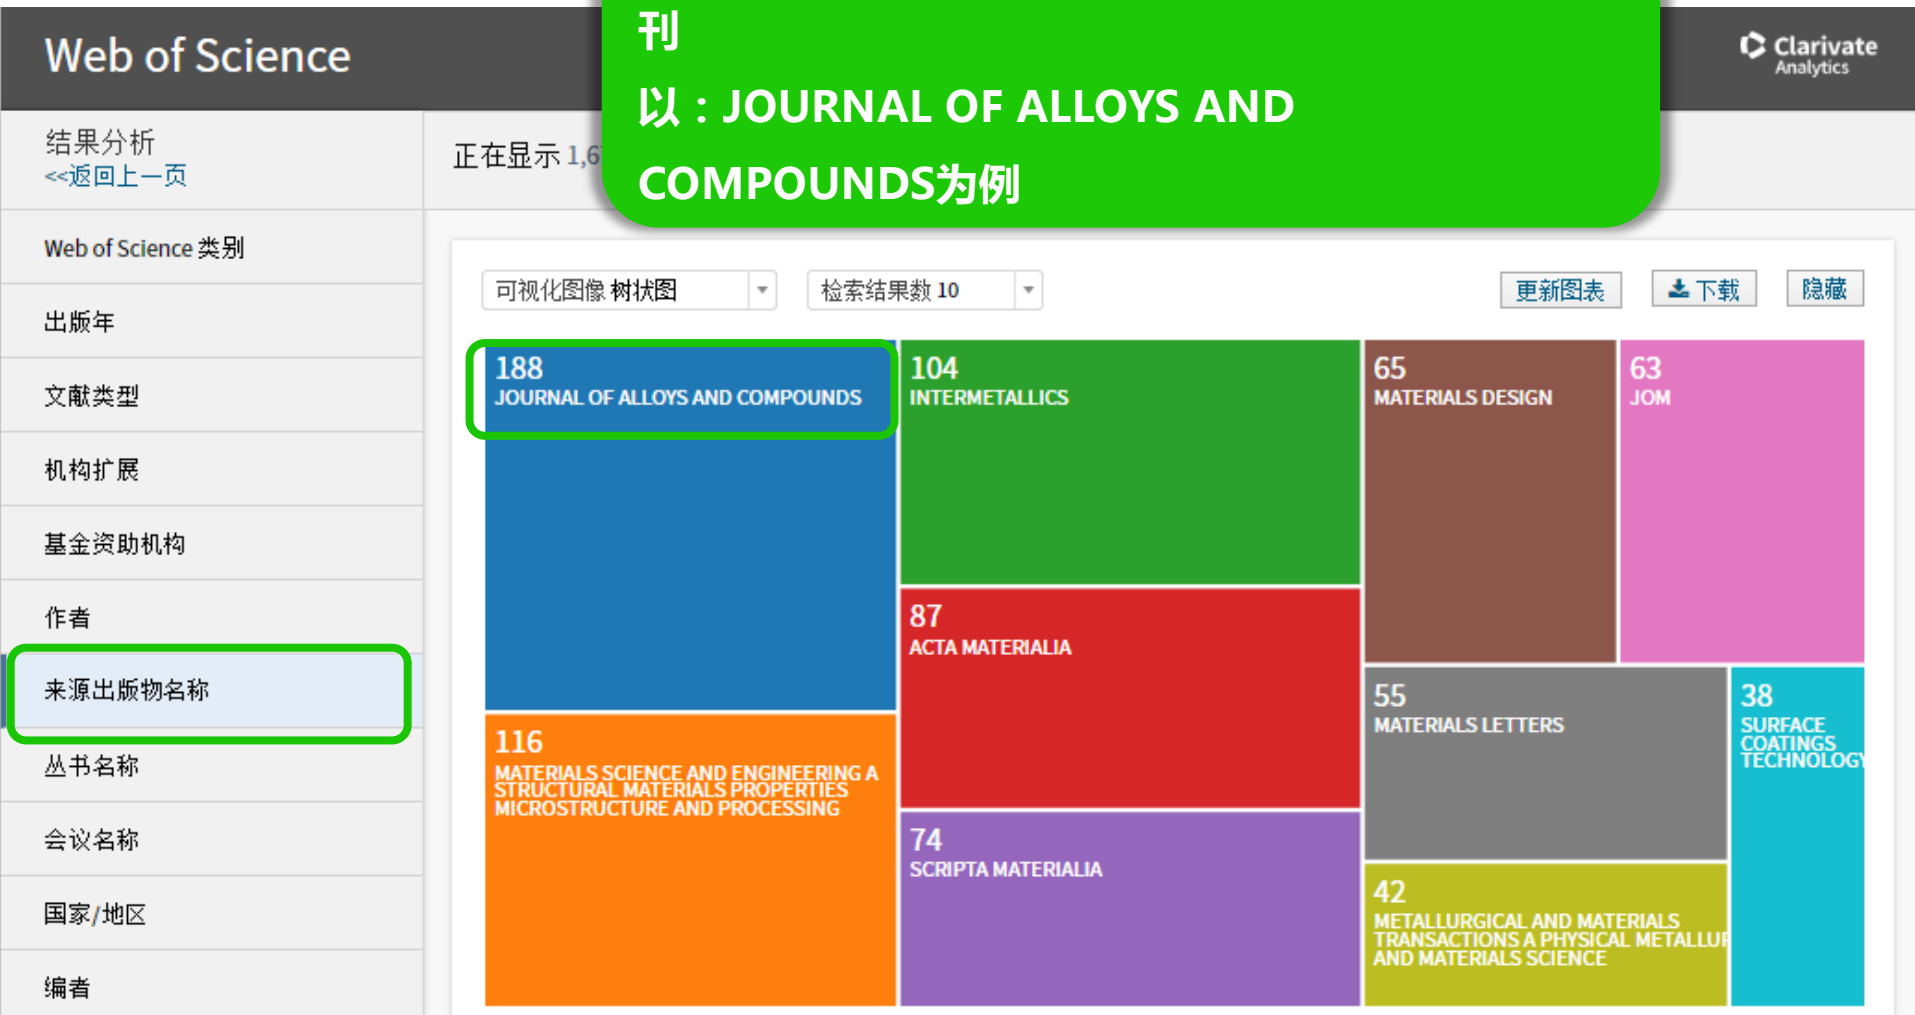 刊
以：JOURNAL OF ALLOYS AND
COMPOUNDS为例
Web of Science
Clarivate
Analytics
结果分析
<<返回上一页
正在显示 1,6
Web of Science 类别
出版年
文献类型
机构扩展
基金资助机构
作者
来源出版物名称
丛书名称
会议名称
国家/地区
编者
可视化图像 树状图
检索结果数 10
更新图表
下载
隐藏
188
JOURNAL OF ALLOYS AND COMPOUNDS
104
INTERMETALLICS
65
MATERIALS DESIGN
63
JOM
87
ACTA MATERIALIA
55
MATERIALS LETTERS
38
SURFACE
COATINGS
TECHNOLOGY
116
MATERIALS SCIENCE AND ENGINEERING A
STRUCTURAL MATERIALS PROPERTIES
MICROSTRUCTURE AND PROCESSING
74
SCRIPTA MATERIALIA
42
METALLURGICAL AND MATERIALS
TRANSACTIONS A PHYSICAL METALLUR
AND MATERIALS SCIENCE